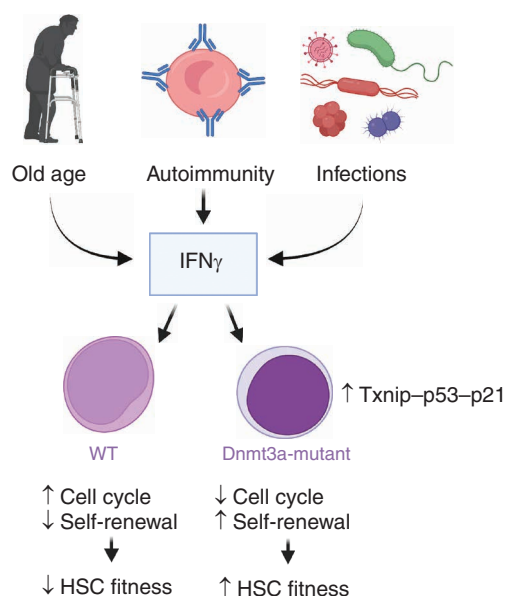 Old age
Autoimmunity
Infections
IFNγ
↑ Txnip–p53–p21
WT
Dnmt3a-mutant
↑ Cell cycle
↓ Self-renewal
↓ Cell cycle
↑ Self-renewal
↓ HSC fitness
↑ HSC fitness